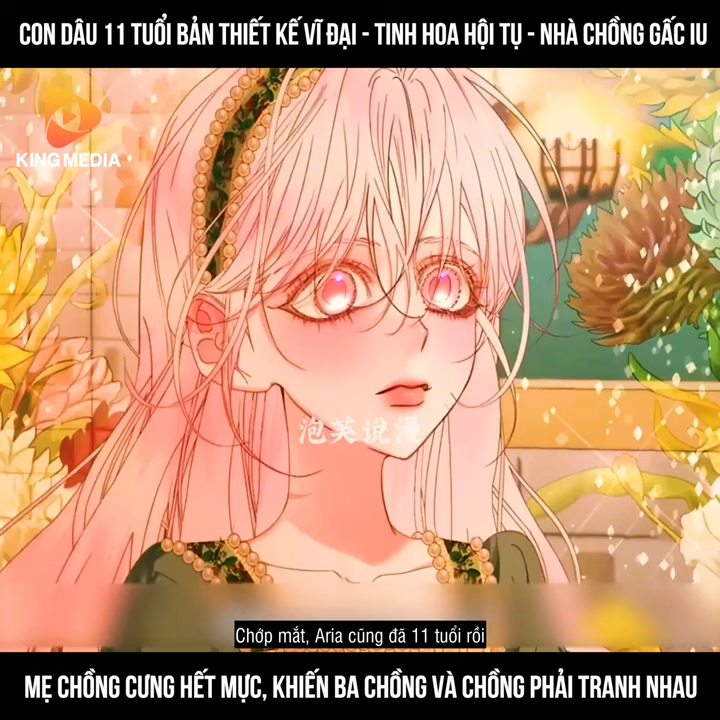 CON DÂU 11 TUỔI BẢN THIẾT KẾ VĨ ĐẠI - TINH HOA HỘI TỤ - NHÀ CHỒNG GẤC IU
KING MEDIA
泡芙说漫
Chớp mắt, Aria cũng đã 11 tuổi rồi
MẸ CHỒNG CƯNG HẾT MỰC, KHIẾN BA CHỒNG VÀ CHỒNG PHẢI TRANH NHAU